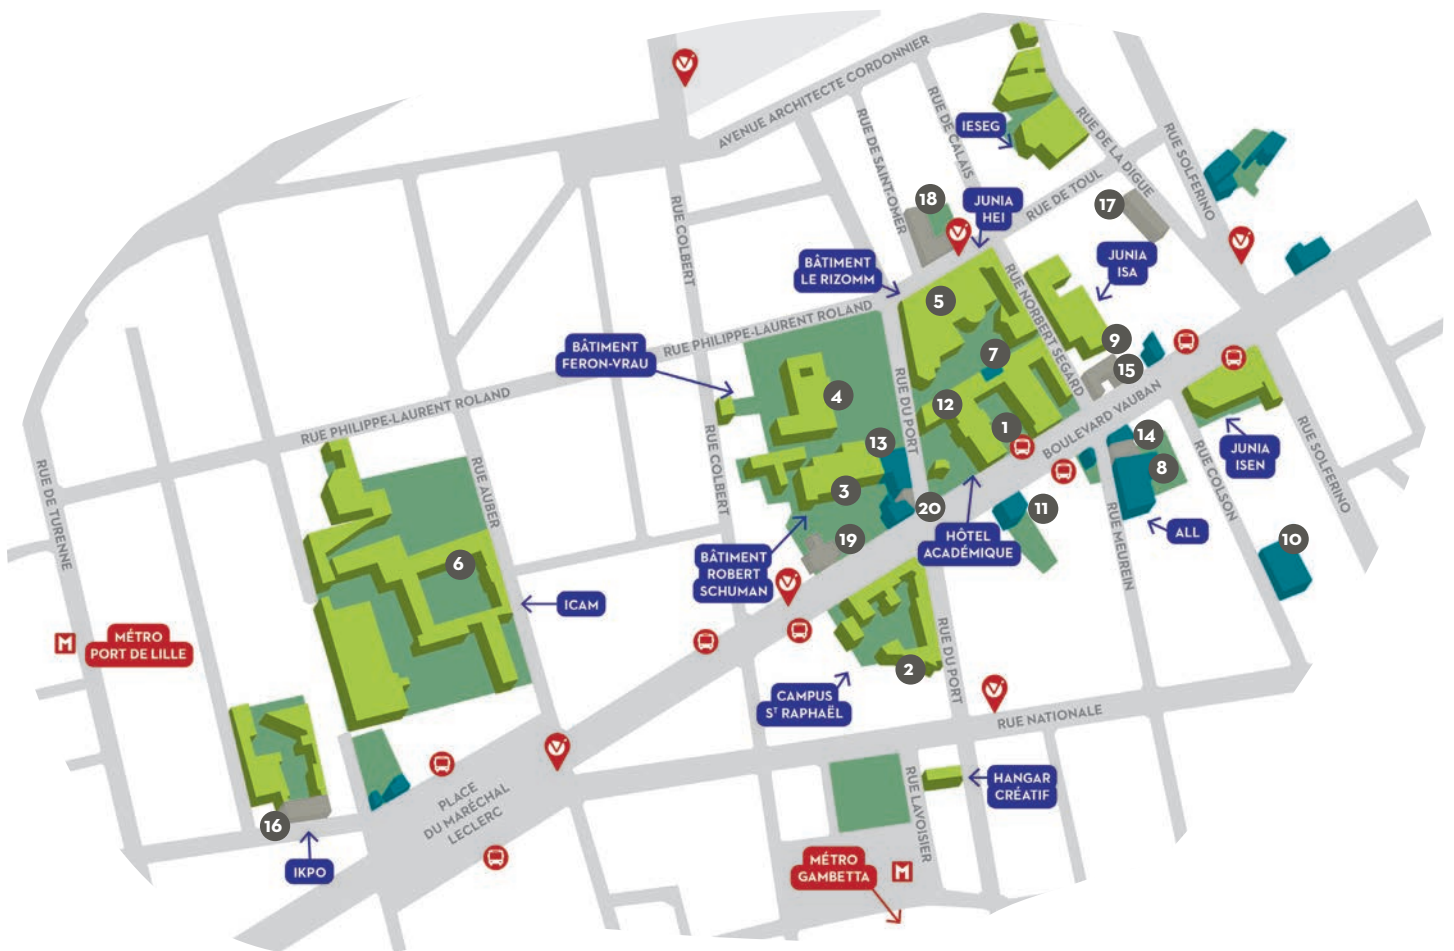 AVENUE ARCHITECTE CORDONNIER
RUE DE SAINT-OMER
RUE DE CALAIS
IESEG
RUE DE LA DIGUE
RUE SOLFERINO
RUE DE TOUL
17
18
JUNIA
HEI
JUNIA
ISA
RUE COLBERT
BÂTIMENT
LE RIZOMM
5
RUE NORBERT SEGARD
RUE PHILIPPE-LAURENT ROLAND
BÂTIMENT
FERON-VRAU
7
9
15
4
RUE DU PORT
12
1
BOULEVARD VAUBAN
RUE PHILIPPE-LAURENT ROLAND
RUE COLBERT
13
14
8
JUNIA
ISEN
RUE COLSON
RUE SOLFERINO
RUE DE TURENNE
RUE AUBER
3
20
11
RUE MEUREIN
ALL
HÔTEL
ACADÉMIQUE
19
10
BÂTIMENT
ROBERT
SCHUMAN
6
ICAM
M
MÉTRO
PORT DE LILLE
2
RUE DU PORT
CAMPUS
ST RAPHAËL
RUE NATIONALE
HANGAR
CRÉATIF
RUE LAVOISIER
PLACE
DU MARÉCHAL
LECLERC
16
IKPO
MÉTRO
GAMBETTA
M